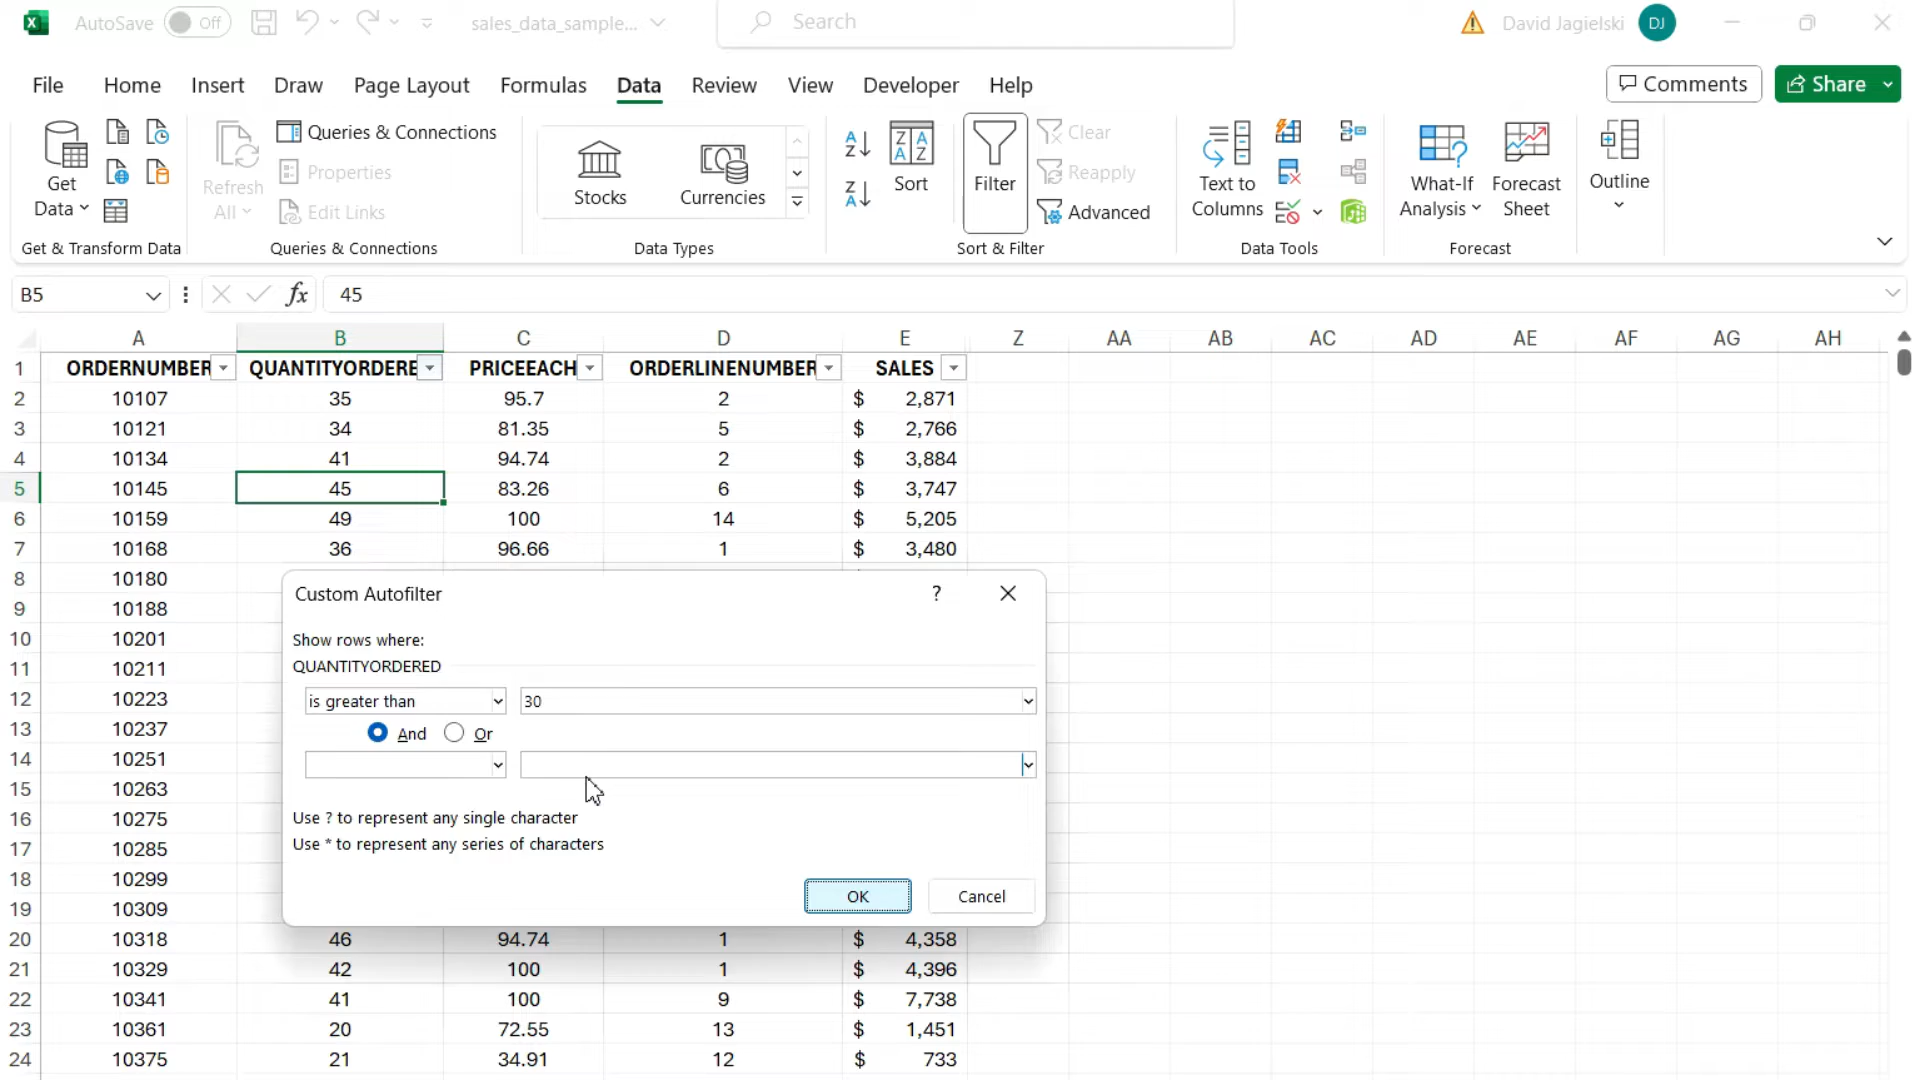 AutoSave Off sales_data_sample... Search David Jagielski DJ
File Home Insert Draw Page Layout Formulas Data Review View Developer Help Comments Share
Get Data
Refresh All
Queries & Connections
Properties
Edit Links
Stocks Currencies
Sort
Filter
Clear
Reapply
Advanced
Text to Columns
What-If Analysis
Forecast Sheet
Outline
Get & Transform Data Queries & Connections Data Types Sort & Filter Data Tools Forecast
B5 fx 45
A B C D E Z AA AB AC AD AE AF AG AH
1 ORDERNUMBER QUANTITYORDERE PRICEEACH ORDERLINENUMBER SALES
2 10107 35 95.7 2 $ 2,871
3 10121 34 81.35 5 $ 2,766
4 10134 41 94.74 2 $ 3,884
5 10145 45 83.26 6 $ 3,747
6 10159 49 100 14 $ 5,205
7 10168 36 96.66 1 $ 3,480
8 10180
9 10188
10 10201
11 10211
12 10223
13 10237
14 10251
15 10263
16 10275
17 10285
18 10299
19 10309
Custom Autofilter ?
Show rows where:
QUANTITYORDERED
is greater than 30
And Or
Use ? to represent any single character
Use * to represent any series of characters
OK Cancel
20 10318 46 94.74 1 $ 4,358
21 10329 42 100 1 $ 4,396
22 10341 41 100 9 $ 7,738
23 10361 20 72.55 13 $ 1,451
24 10375 21 34.91 12 $ 733